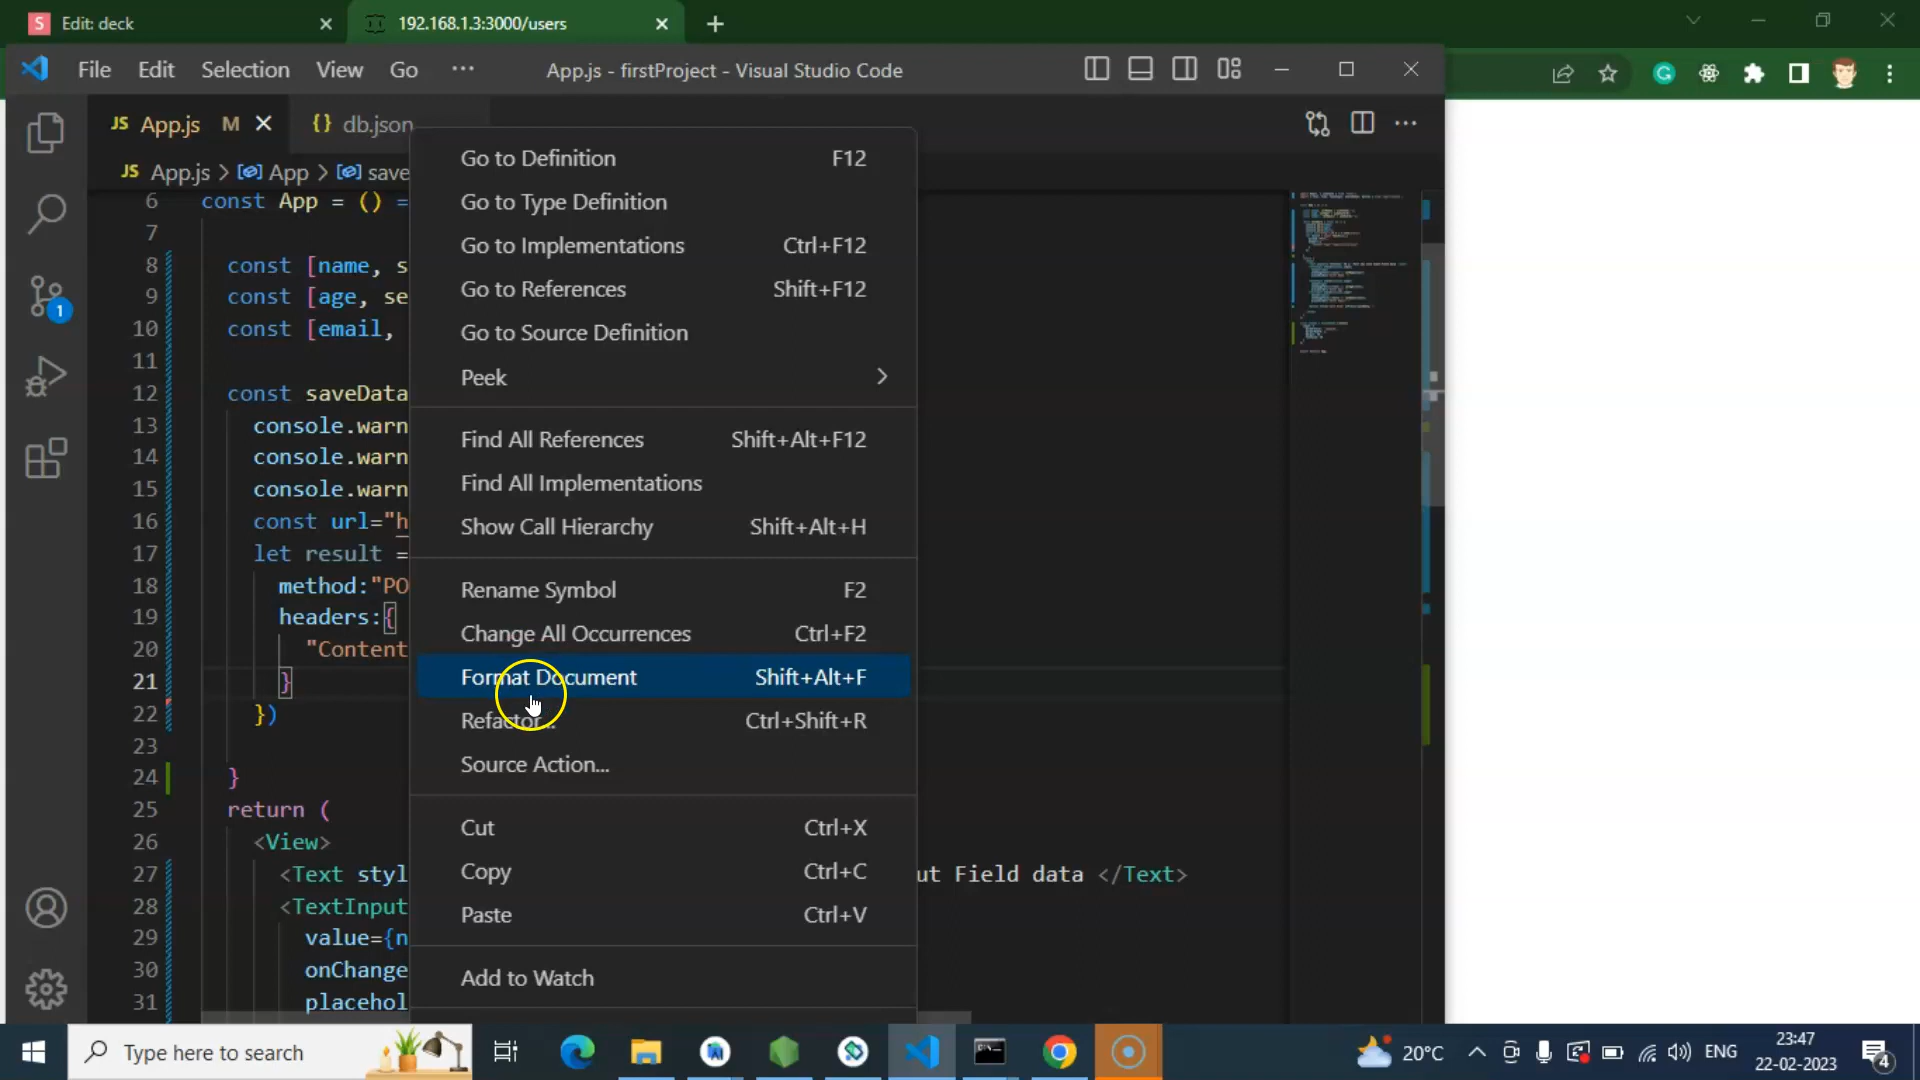 S Edit: deck
192.168.1.3:3000/users
File Edit Selection View Go ··· App.js - firstProject - Visual Studio Code
JS App.js M {} db.json
JS App.js > App > save
6 const App = () =
7
8 const [name, s
9 const [age, se
10 const [email,
11
12 const saveData
13 console.warn
14 console.warn
15 console.warn
16 const url="h
17 let result =
18 method:"PO
19 headers:{
20 "Content
21 }
22 })
23
24 }
25 return (
26 <View>
27 <Text styl ut Field data </Text>
28 <TextInput
29 value={n
30 onChange
31 placehol
Go to Definition F12
Go to Type Definition
Go to Implementations Ctrl+F12
Go to References Shift+F12
Go to Source Definition
Peek
Find All References Shift+Alt+F12
Find All Implementations
Show Call Hierarchy Shift+Alt+H
Rename Symbol F2
Change All Occurrences Ctrl+F2
Format Document Shift+Alt+F
Refactor... Ctrl+Shift+R
Source Action...
Cut Ctrl+X
Copy Ctrl+C
Paste Ctrl+V
Add to Watch
1
Type here to search
20°C
ENG
23:47
22-02-2023
4